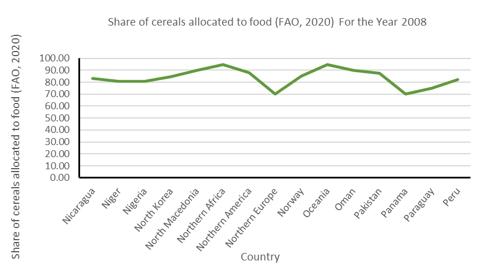 Share of cereals allocated to food (FAO, 2020) For the Year 2008
Share of cereals allocated to food (FAO, 2020)
100.00
90.00
80.00
70.00
60.00
50.00
40.00
30.00
20.00
10.00
0.00
Nicaragua
Niger
Nigeria
North Korea
North Macedonia
Northern Africa
Northern America
Northern Europe
Norway
Oceania
Oman
Pakistan
Panama
Paraguay
Peru
Country